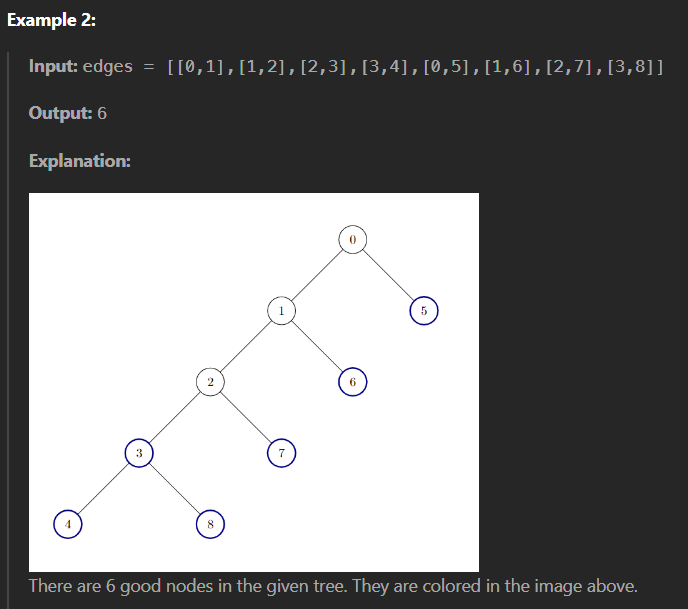 Example 2:
Input: edges = [[0,1],[1,2],[2,3],[3,4],[0,5],[1,6],[2,7],[3,8]]
Output: 6
Explanation:
0
1 5
2 6
3 7
4 8
There are 6 good nodes in the given tree. They are colored in the image above.